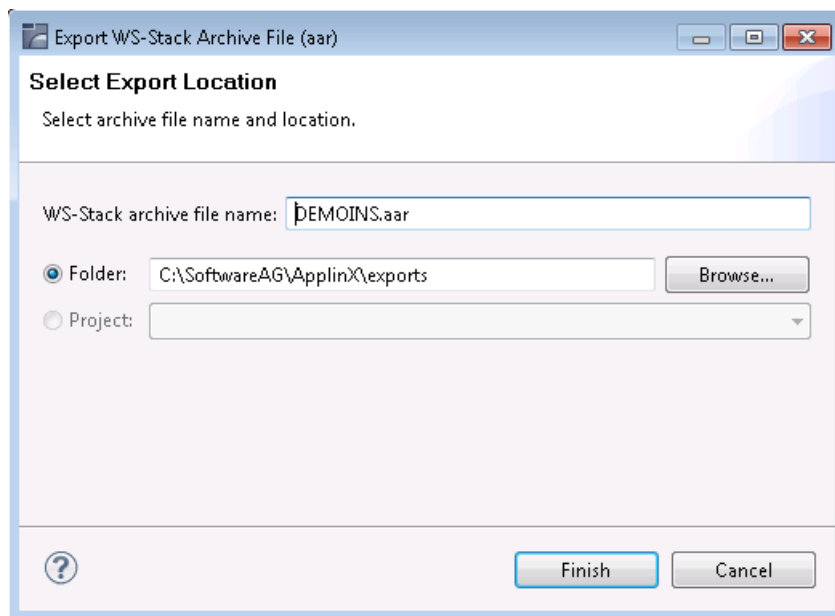 Export WS-Stack Archive File (aar)
Select Export Location
Select archive file name and location.
WS-Stack archive file name: DEMOINS.aar
Folder: C:\SoftwareAG\ApplinX\exports Browse...
Project:
? Finish Cancel